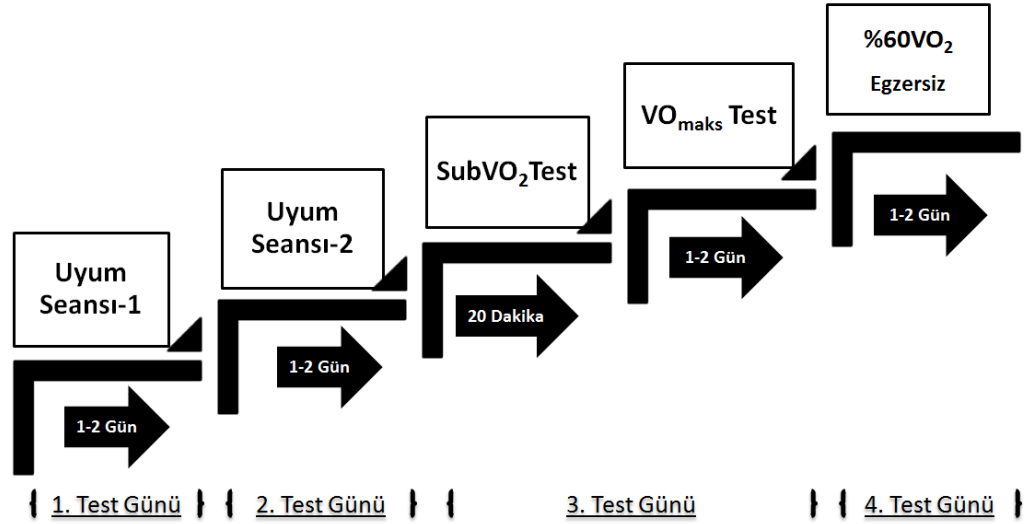 Uyum
Seansı-1
1-2 Gün
Uyum
Seansı-2
1-2 Gün
SubVO₂Test
20 Dakika
VOmaks Test
1-2 Gün
%60VO₂
Egzersiz
1-2 Gün
{ 1. Test Günü }
{ 2. Test Günü }
{ 3. Test Günü }
{ 4. Test Günü }